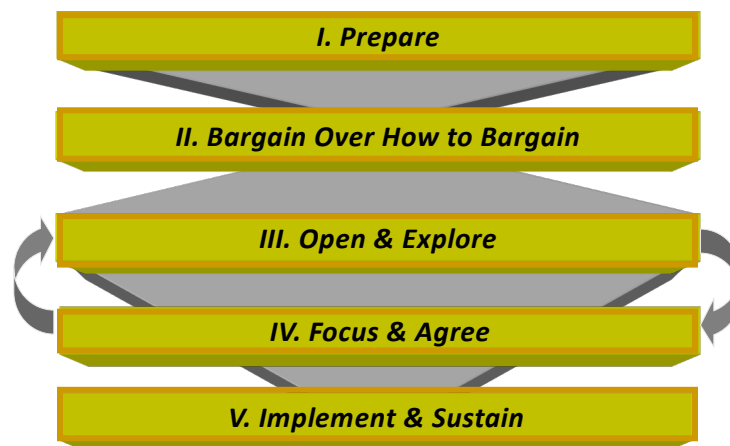 I. Prepare
II. Bargain Over How to Bargain
III. Open & Explore
IV. Focus & Agree
V. Implement & Sustain